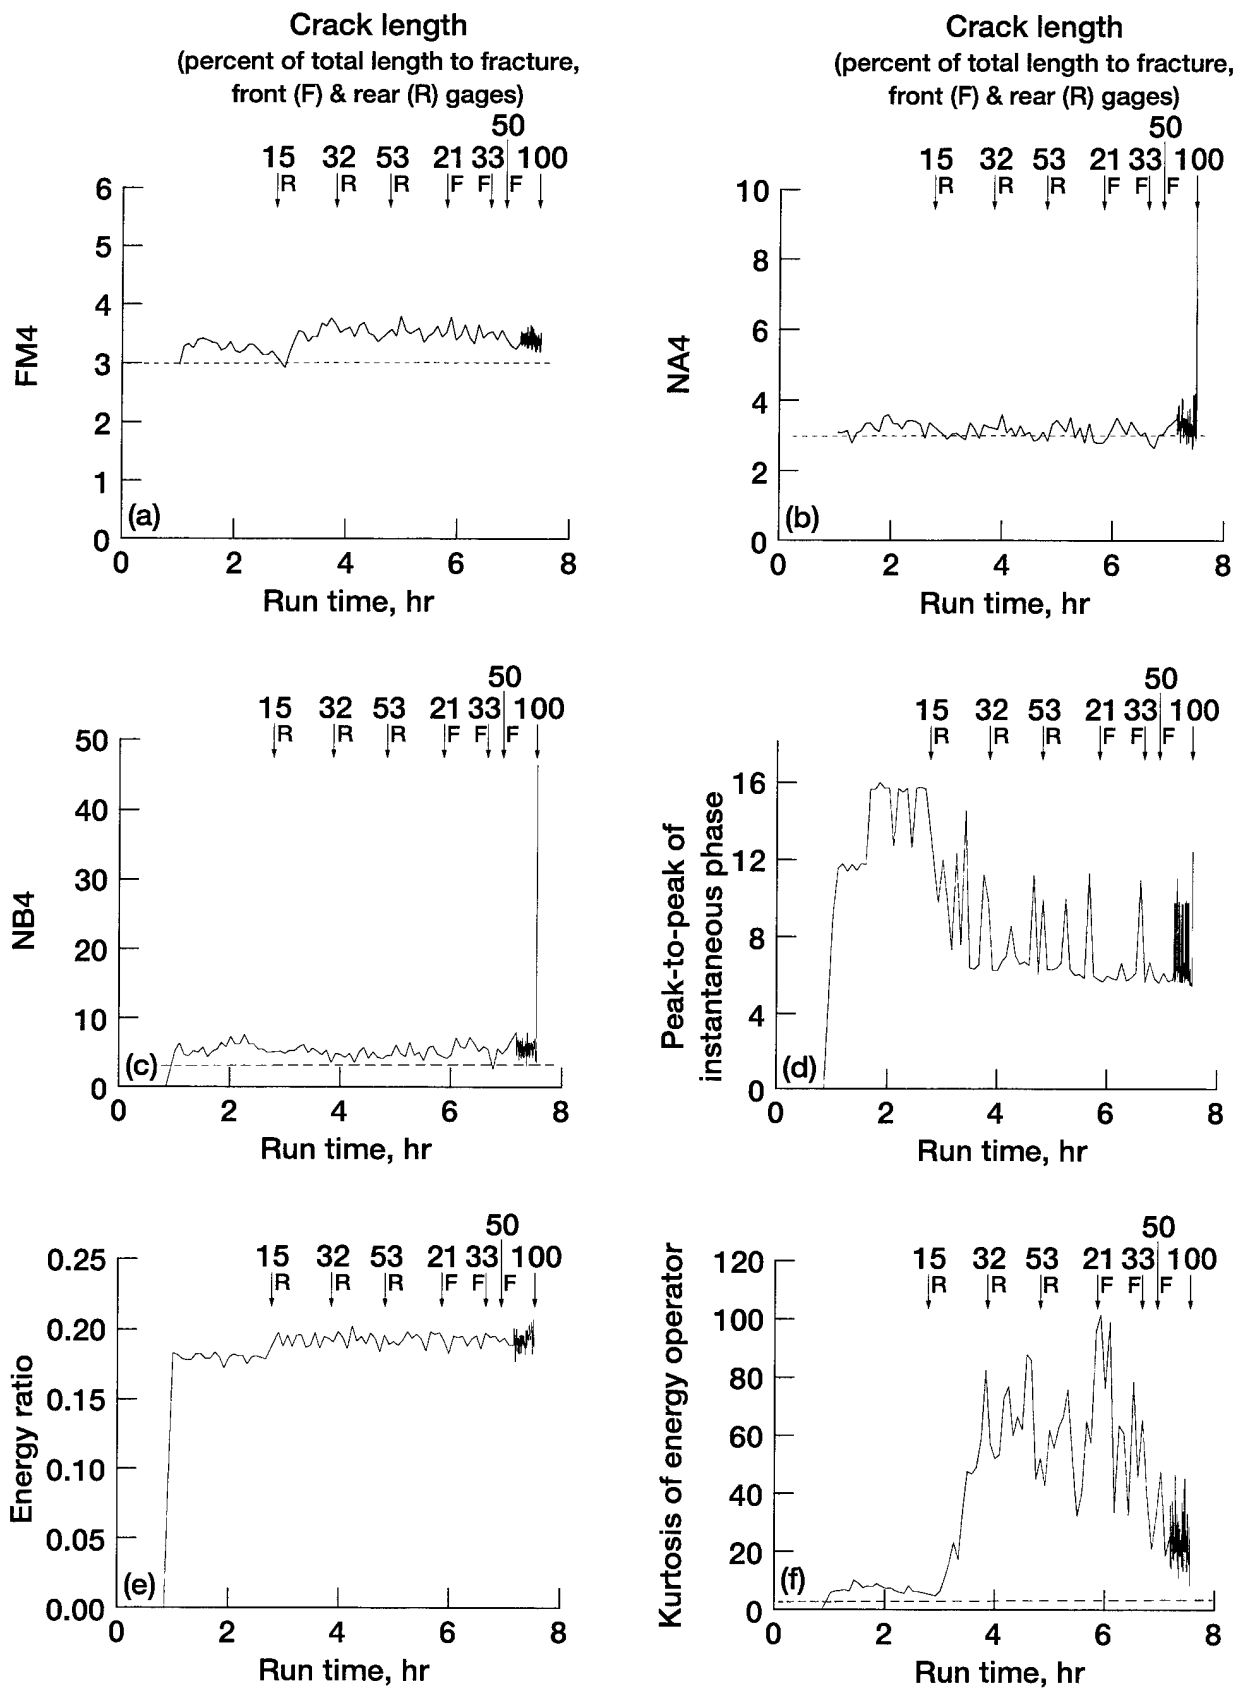 Crack length
(percent of total length to fracture,
front (F) & rear (R) gages)
50
15 32 53 21 33 100
R R R F F F
6
5
4
3
2
1
0
FM4
(a)
0 2 4 6 8
Run time, hr
Crack length
(percent of total length to fracture,
front (F) & rear (R) gages)
50
15 32 53 21 33 100
R R R F F F
10
8
6
4
2
0
NA4
(b)
0 2 4 6 8
Run time, hr
50
15 32 53 21 33 100
R R R F F F
50
40
30
20
10
0
NB4
(c)
0 2 4 6 8
Run time, hr
50
15 32 53 21 33 100
R R R F F F
16
12
8
4
0
Peak-to-peak of
instantaneous phase
(d)
0 2 4 6 8
Run time, hr
50
15 32 53 21 33 100
R R R F F F
0.25
0.20
0.15
0.10
0.05
0.00
Energy ratio
(e)
0 2 4 6 8
Run time, hr
50
15 32 53 21 33 100
R R R F F F
120
100
80
60
40
20
0
Kurtosis of energy operator
(f)
0 2 4 6 8
Run time, hr